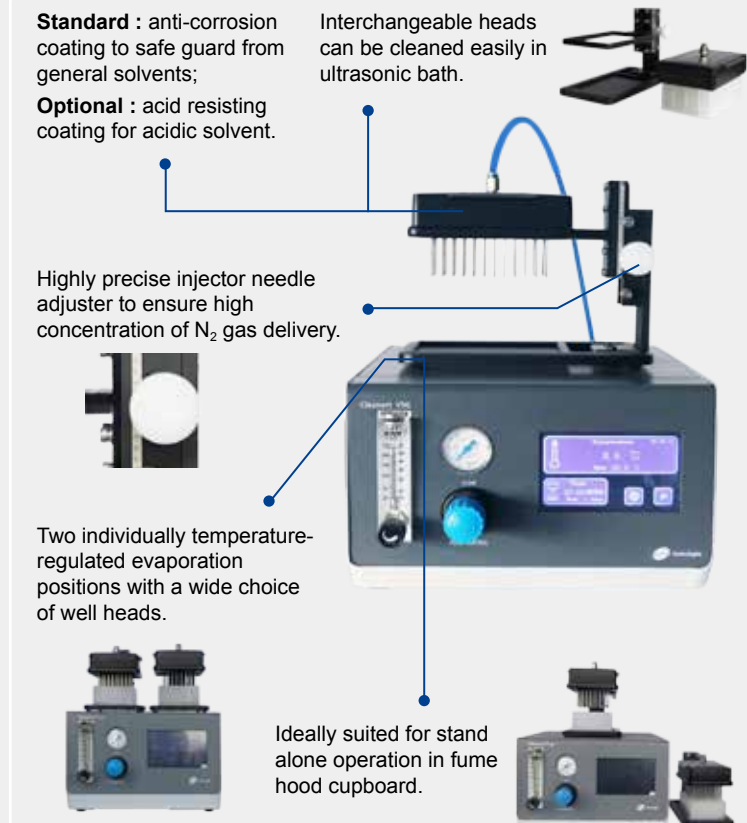 Standard : anti-corrosion
coating to safe guard from
general solvents;
Optional : acid resisting
coating for acidic solvent.
Interchangeable heads
can be cleaned easily in
ultrasonic bath.
Highly precise injector needle
adjuster to ensure high
concentration of N₂ gas delivery.
Two individually temperature-
regulated evaporation
positions with a wide choice
of well heads.
Ideally suited for stand
alone operation in fume
hood cupboard.